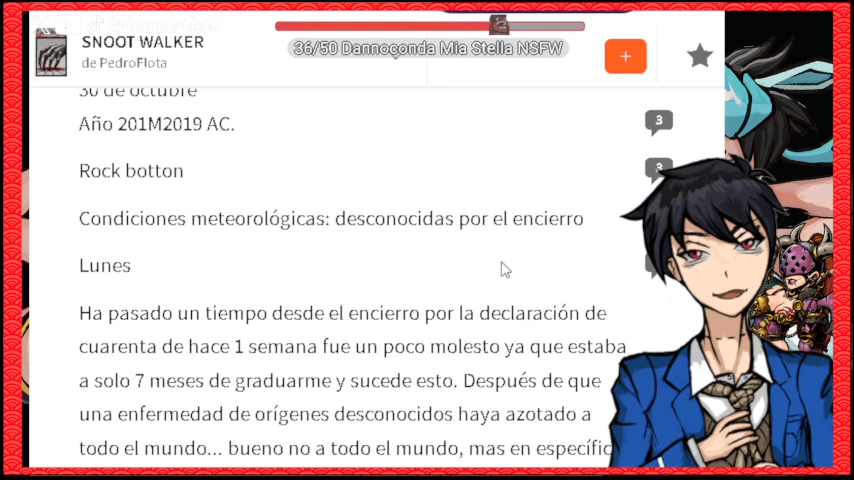 SNOOT WALKER
de PedroFlota
36/50 Dannoconda Mia Stella NSFW
+
30 de octubre
Año 201M2019 AC.
3
Rock botton
3
Condiciones meteorológicas: desconocidas por el encierro
Lunes
Ha pasado un tiempo desde el encierro por la declaración de
cuarenta de hace 1 semana fue un poco molesto ya que estaba
a solo 7 meses de graduarme y sucede esto. Después de que
una enfermedad de orígenes desconocidos haya azotado a
todo el mundo... bueno no a todo el mundo, mas en específic